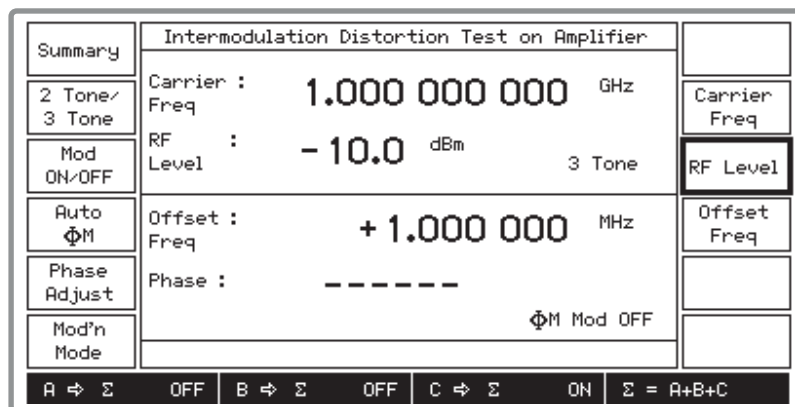 Intermodulation Distortion Test on Amplifier
Summary
2 Tone/
3 Tone
Mod
ON/OFF
Auto
ΦM
Phase
Adjust
Mod'n
Mode
Carrier :
Freq
1.000 000 000 GHz
RF :
Level
-10.0 dBm
3 Tone
Offset :
Freq
+1.000 000 MHz
Phase : ------
ΦM Mod OFF
Carrier
Freq
RF Level
Offset
Freq
A ⇨ Σ OFF B ⇨ Σ OFF C ⇨ Σ ON Σ = A+B+C